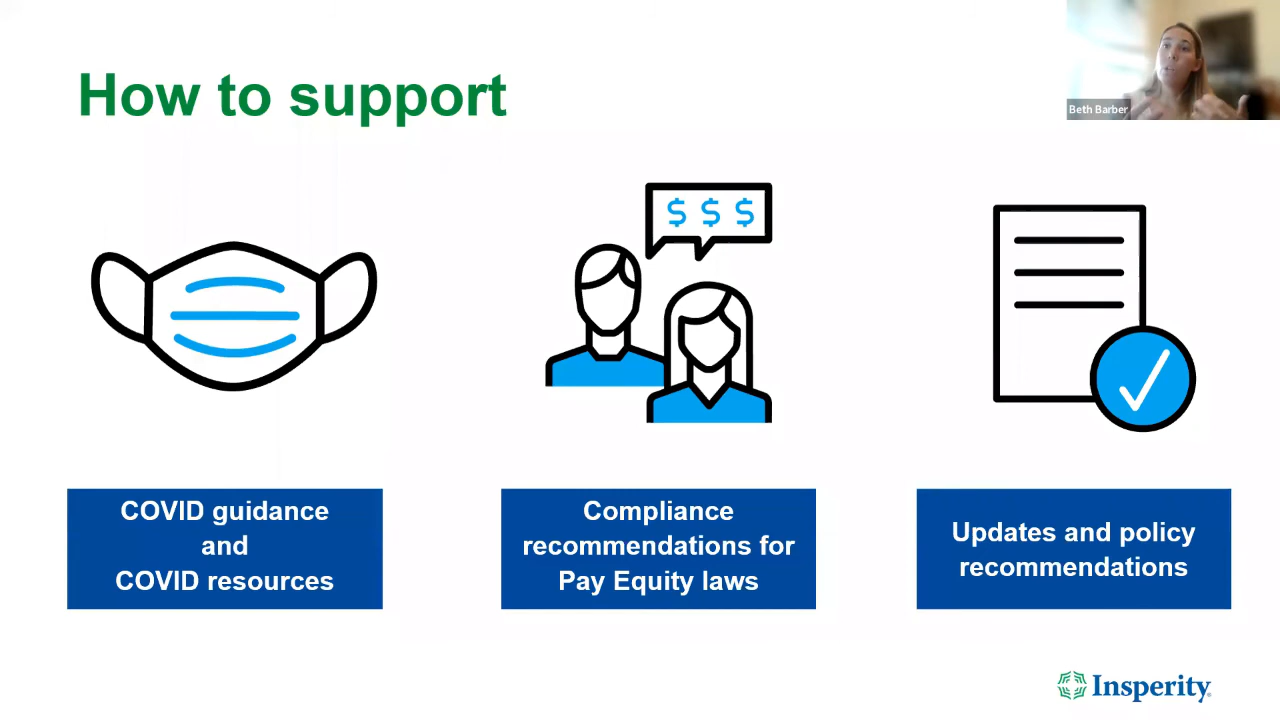 How to support
Beth Barber
$ $ $
COVID guidance
and
COVID resources
Compliance
recommendations for
Pay Equity laws
Updates and policy
recommendations
Insperity